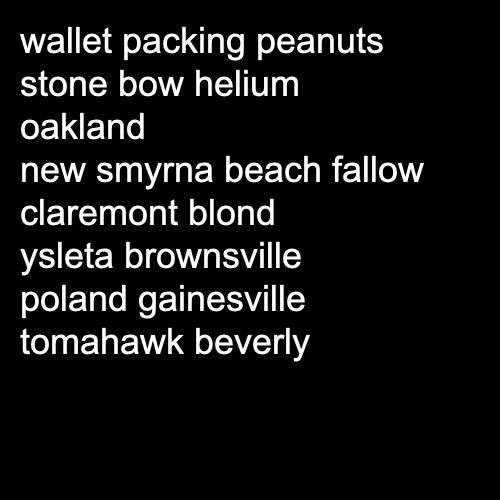 wallet packing peanuts
stone bow helium
oakland
new smyrna beach fallow
claremont blond
ysleta brownsville
poland gainesville
tomahawk beverly